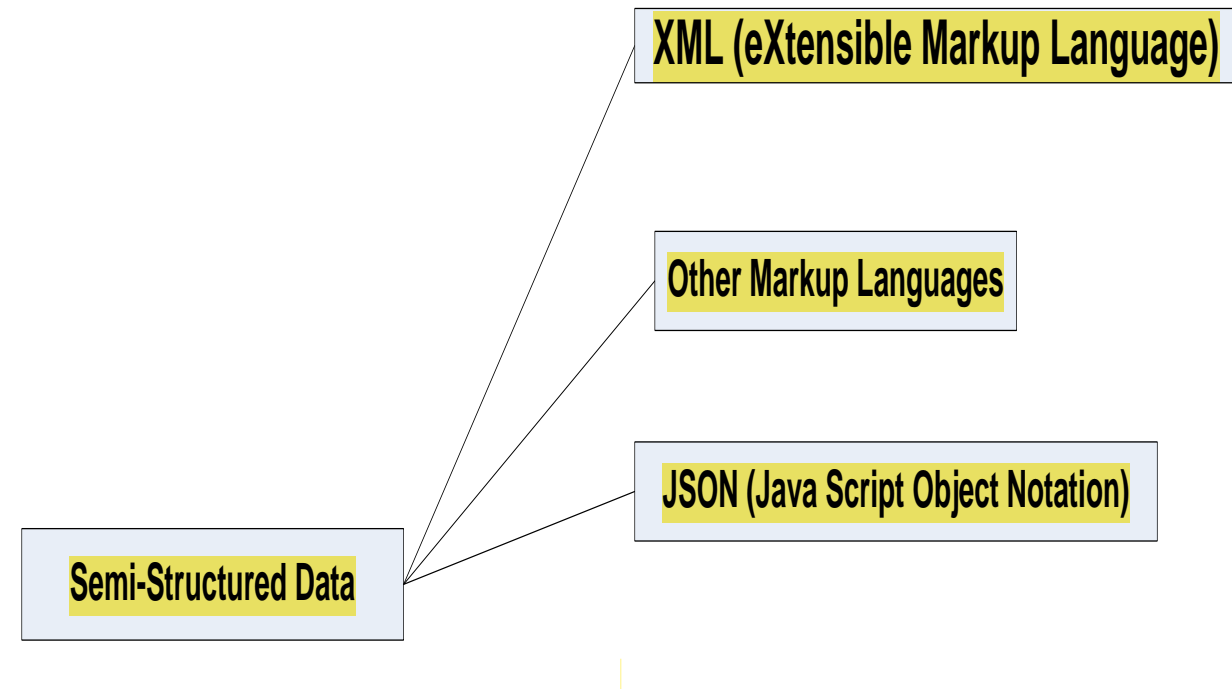 XML (eXtensible Markup Language)
Other Markup Languages
JSON (Java Script Object Notation)
Semi-Structured Data